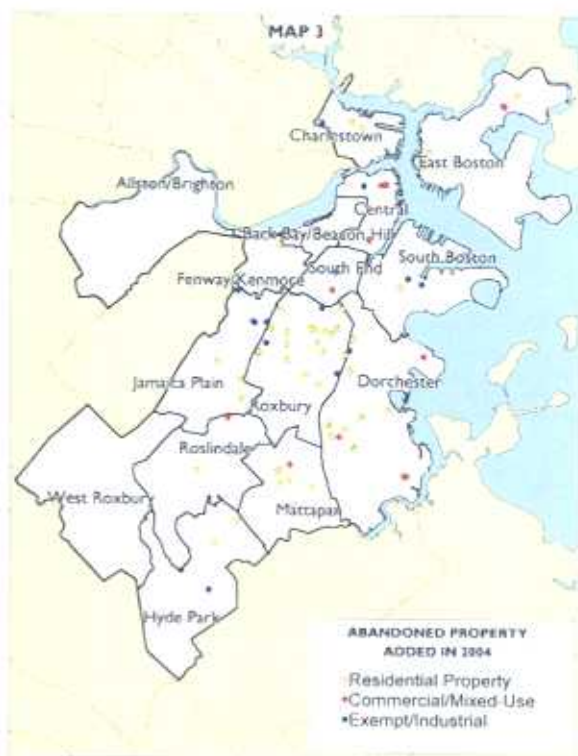 MAP 3
Charlestown
East Boston
Allston/Brighton
Central
Back Bay/Beacon Hill
South End
South Boston
Fenway/Kenmore
Jamaica Plain
Roxbury
Dorchester
Roslindale
West Roxbury
Mattapan
Hyde Park
ABANDONED PROPERTY
ADDED IN 2004
Residential Property
Commercial/Mixed-Use
Exempt/Industrial